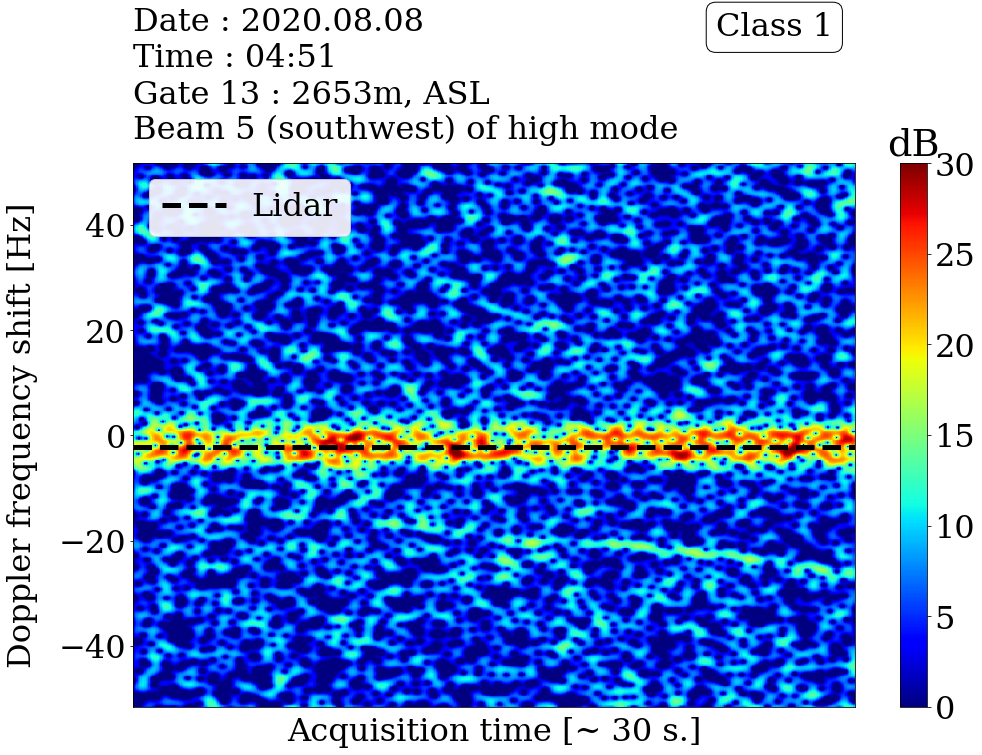 Date : 2020.08.08
Time : 04:51
Gate 13 : 2653m, ASL
Beam 5 (southwest) of high mode
Class 1
dB
Lidar
Doppler frequency shift [Hz]
40
20
0
−20
−40
30
25
20
15
10
5
0
Acquisition time [~ 30 s.]